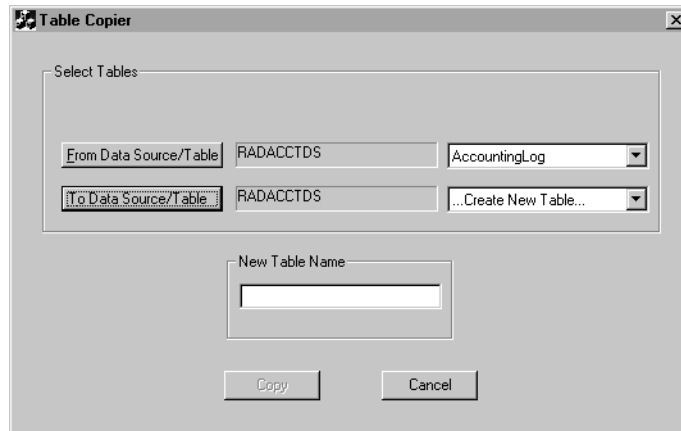 Table Copier
Select Tables
From Data Source/Table RADACCTDS AccountingLog
To Data Source/Table RADACCTDS ...Create New Table...
New Table Name
Copy Cancel